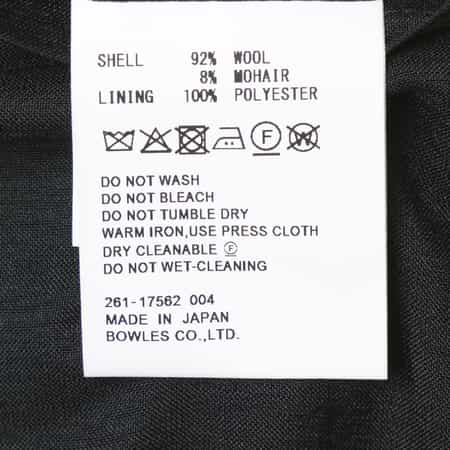 SHELL 92% WOOL
8% MOHAIR
LINING 100% POLYESTER
F W
DO NOT WASH
DO NOT BLEACH
DO NOT TUMBLE DRY
WARM IRON,USE PRESS CLOTH
DRY CLEANABLE Ⓕ
DO NOT WET-CLEANING
261-17562 004
MADE IN JAPAN
BOWLES CO.,LTD.